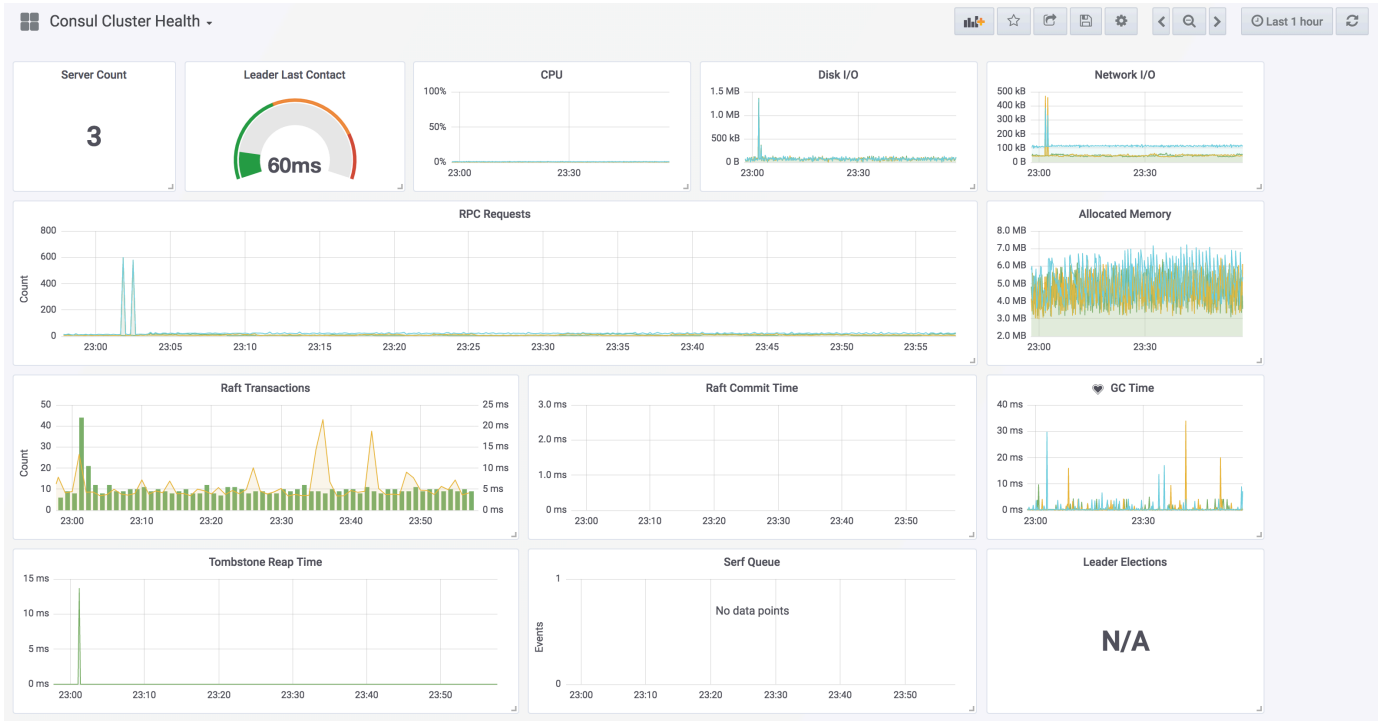 Consul Cluster Health
Last 1 hour
Server Count
3
Leader Last Contact
60ms
CPU
100%
50%
0%
23:00 23:30
Disk I/O
1.5 MB
1.0 MB
500 kB
0 B
23:00 23:30
Network I/O
500 kB
400 kB
300 kB
200 kB
100 kB
0 B
23:00 23:30
RPC Requests
Count
800
600
400
200
0
23:00 23:05 23:10 23:15 23:20 23:25 23:30 23:35 23:40 23:45 23:50 23:55
Allocated Memory
8.0 MB
7.0 MB
6.0 MB
5.0 MB
4.0 MB
3.0 MB
2.0 MB
23:00 23:30
Raft Transactions
Count
50 25 ms
40 20 ms
30 15 ms
20 10 ms
10 5 ms
0 0 ms
23:00 23:10 23:20 23:30 23:40 23:50
Raft Commit Time
3.0 ms
2.0 ms
1.0 ms
0 ms
23:00 23:10 23:20 23:30 23:40 23:50
GC Time
40 ms
30 ms
20 ms
10 ms
0 ms
23:00 23:30
Tombstone Reap Time
15 ms
10 ms
5 ms
0 ms
23:00 23:10 23:20 23:30 23:40 23:50
Serf Queue
Events
1
No data points
0
23:00 23:10 23:20 23:30 23:40 23:50
Leader Elections
N/A